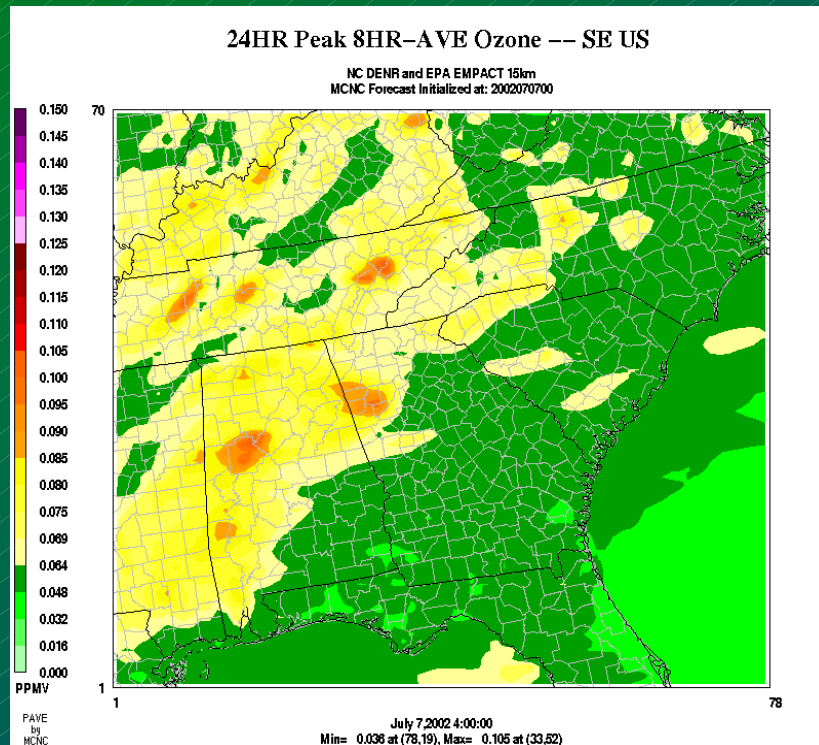 24HR Peak 8HR-AVE Ozone -- SE US
NC DENR and EPA EMPACT 15km
MCNC Forecast Initialized at: 2002070700
0.150
0.145
0.140
0.135
0.130
0.125
0.120
0.115
0.110
0.105
0.100
0.095
0.090
0.085
0.080
0.075
0.069
0.064
0.048
0.032
0.016
0.000
PPMV
70
1
1
78
PAVE
by
MCNC
July 7,2002 4:00:00
Min= 0.036 at (78,19), Max= 0.105 at (33,52)